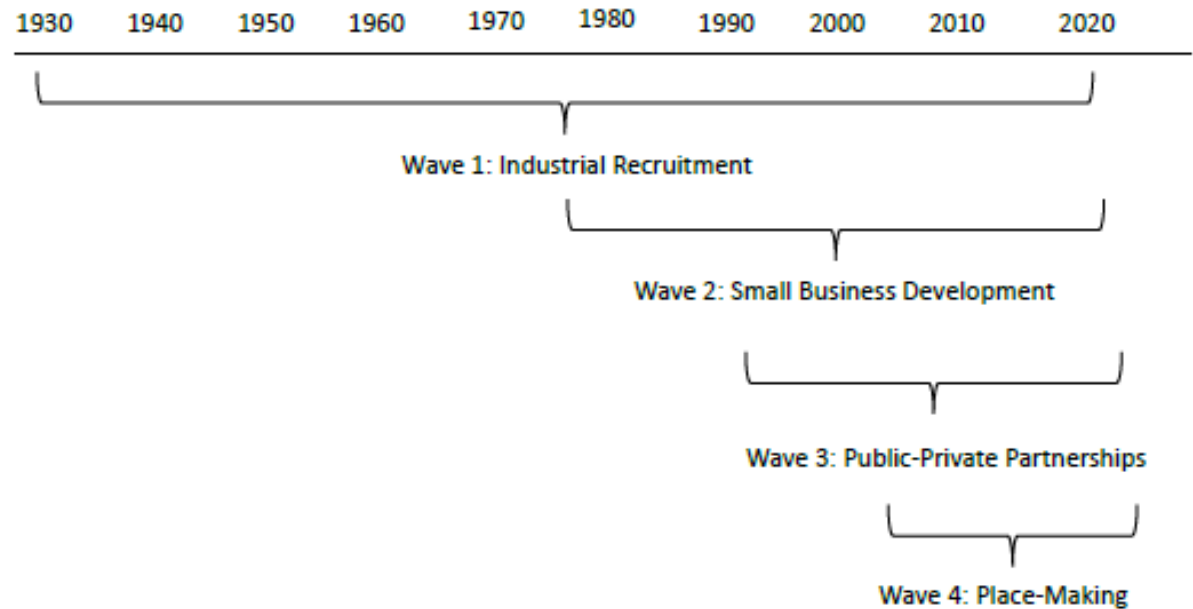 1930 1940 1950 1960 1970 1980 1990 2000 2010 2020
Wave 1: Industrial Recruitment
Wave 2: Small Business Development
Wave 3: Public-Private Partnerships
Wave 4: Place-Making